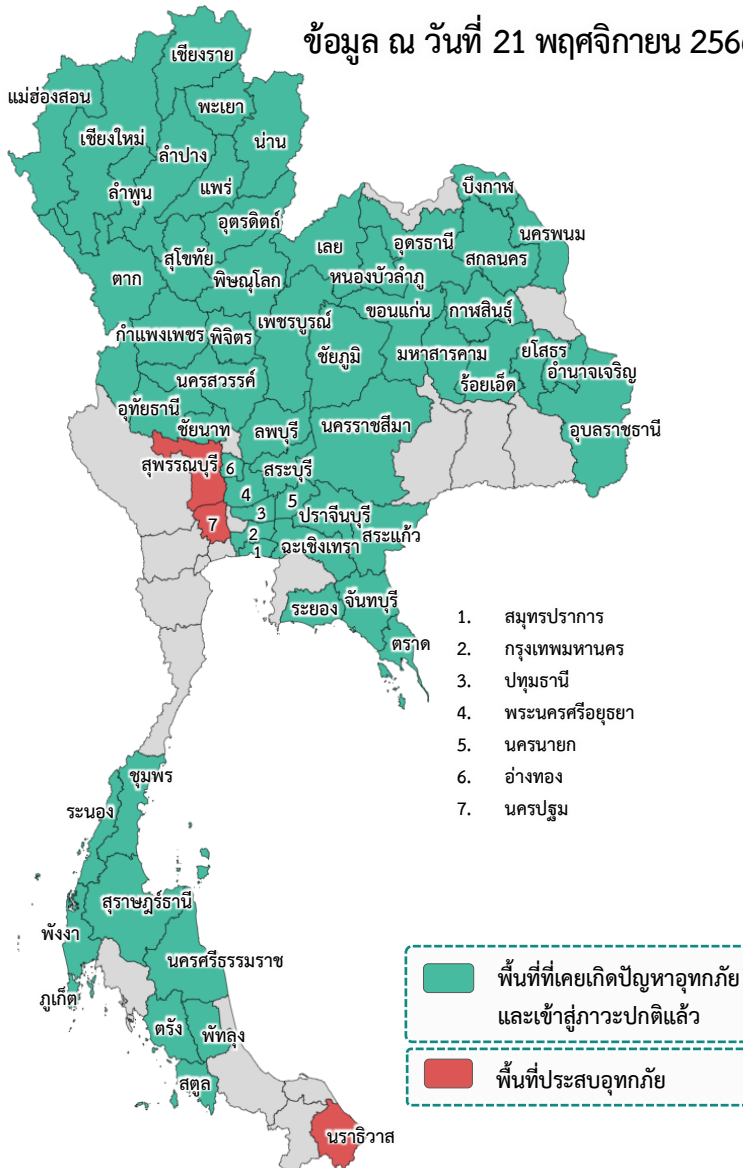 ข้อมูล ณ วันที่ 21 พฤศจิกายน 256
เชียงราย
แม่ฮ่องสอน
พะเยา
เชียงใหม่
น่าน
ลำปาง
ลำพูน
แพร่
บึงกาฬ
อุตรดิตถ์
นครพนม
สุโขทัย
เลย
อุดรธานี
สกลนคร
ตาก
พิษณุโลก
หนองบัวลำภู
ขอนแก่น
กาฬสินธุ์
เพชรบูรณ์
กำแพงเพชร
พิจิตร
ชัยภูมิ
มหาสารคาม
ยโสธร
อำนาจเจริญ
นครสวรรค์
ร้อยเอ็ด
อุทัยธานี
ชัยนาท
ลพบุรี
นครราชสีมา
อุบลราชธานี
สุพรรณบุรี
6
สระบุรี
4
5
3
ปราจีนบุรี
7
2
สระแก้ว
1
ฉะเชิงเทรา
ระยอง
จันทบุรี
ตราด
1. สมุทรปราการ
2. กรุงเทพมหานคร
3. ปทุมธานี
4. พระนครศรีอยุธยา
5. นครนายก
6. อ่างทอง
7. นครปฐม
ชุมพร
ระนอง
สุราษฎร์ธานี
พังงา
นครศรีธรรมราช
ภูเก็ต
ตรัง
พัทลุง
สตูล
นราธิวาส
พื้นที่ที่เคยเกิดปัญหาอุทกภัย
และเข้าสู่ภาวะปกติแล้ว
พื้นที่ประสบอุทกภัย